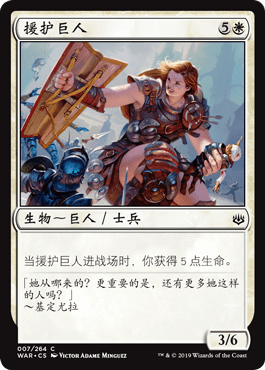 援护巨人 5
生物～巨人／士兵
当援护巨人进战场时，你获得5点生命。
「她从哪来的？更重要的是，还有更多她这样
的人吗？」
～基定尤拉
3/6
007/264 C
WAR • CS VICTOR ADAME MINGUEZ
™ & © 2019 Wizards of the Coast